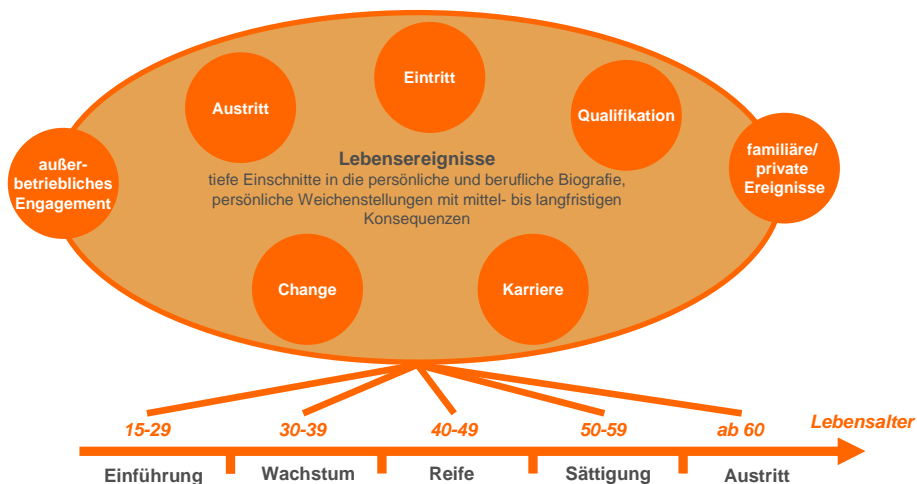 Eintritt
Austritt
Qualifikation
außer-
betriebliches
Engagement
familiäre/
private
Ereignisse
Lebensereignisse
tiefe Einschnitte in die persönliche und berufliche Biografie,
persönliche Weichenstellungen mit mittel- bis langfristigen
Konsequenzen
Change
Karriere
15-29
30-39
40-49
50-59
ab 60
Lebensalter
Einführung
Wachstum
Reife
Sättigung
Austritt